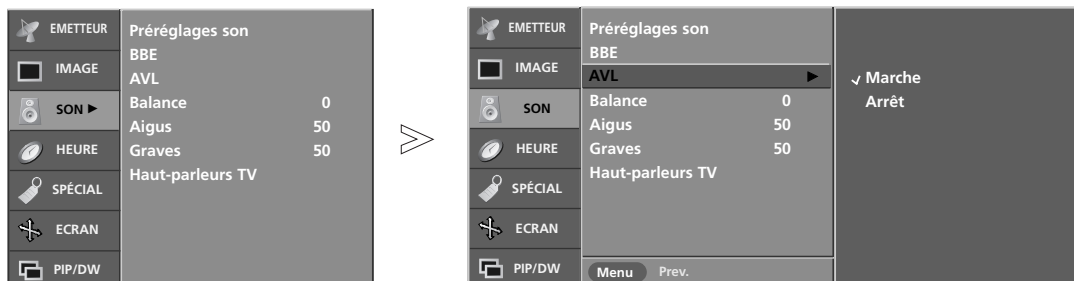 EMETTEUR
IMAGE
SON ►
HEURE
SPÉCIAL
ECRAN
PIP/DW
Préréglages son
BBE
AVL
Balance 0
Aigus 50
Graves 50
Haut-parleurs TV
EMETTEUR
IMAGE
SON
HEURE
SPÉCIAL
ECRAN
PIP/DW
Préréglages son
BBE
AVL ►
Balance 0
Aigus 50
Graves 50
Haut-parleurs TV
Menu Prev.
✓ Marche
Arrêt